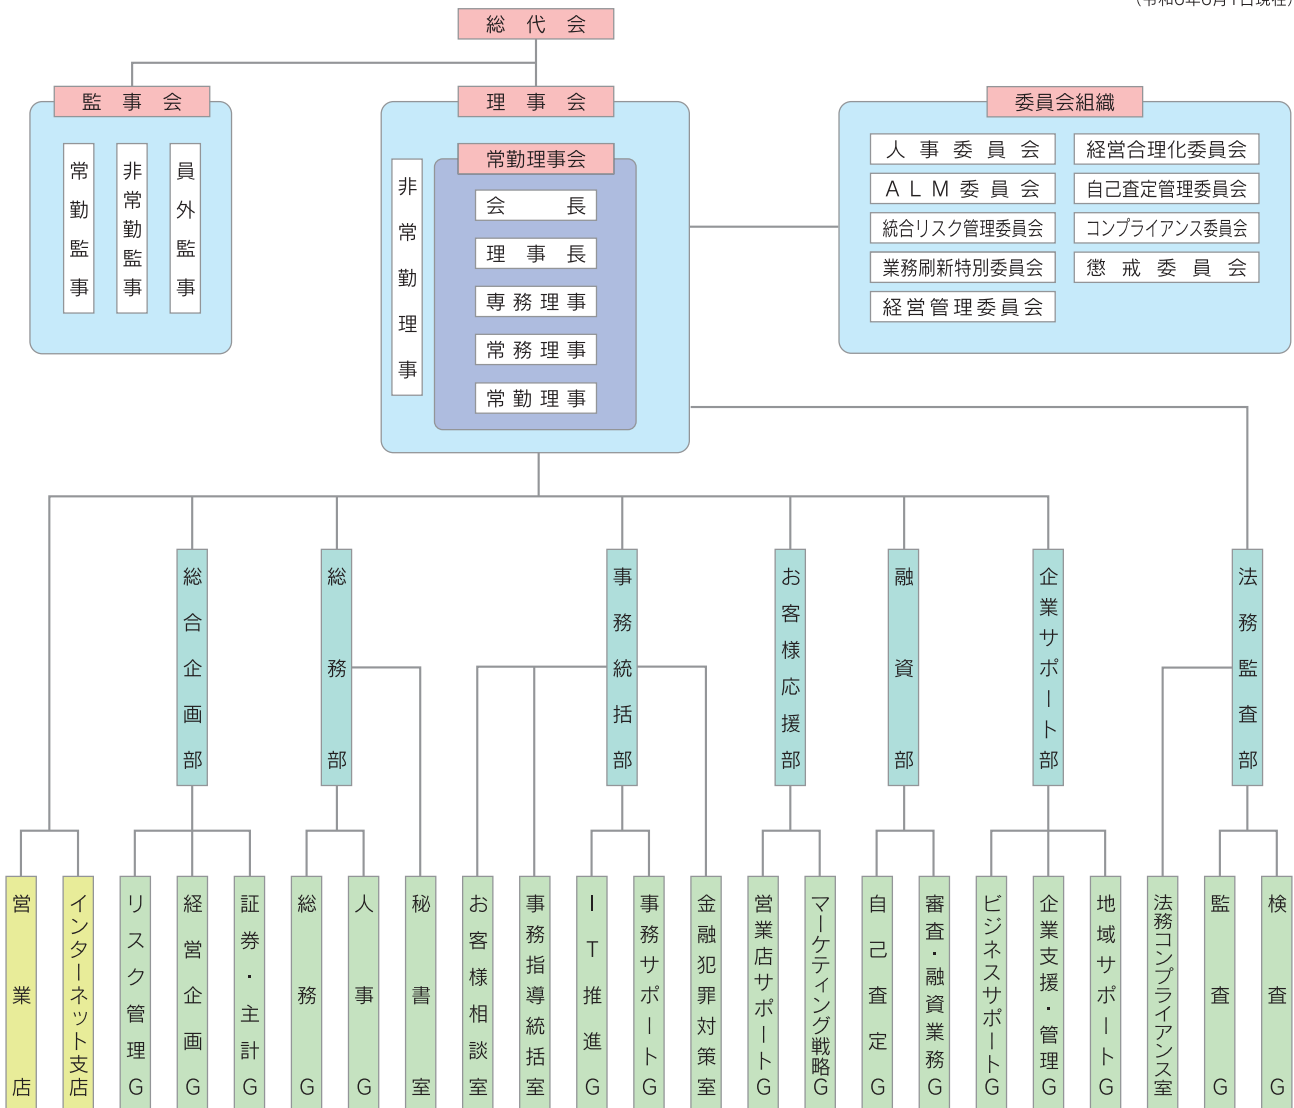 総代会
監事会
常勤監事
非常勤監事
員外監事
理事会
非常勤理事
常勤理事会
会長
理事長
専務理事
常務理事
常勤理事
委員会組織
人事委員会
ALM委員会
統合リスク管理委員会
業務刷新特別委員会
経営管理委員会
経営合理化委員会
自己査定管理委員会
コンプライアンス委員会
懲戒委員会
総合企画部
総務部
事務統括部
お客様応援部
融資部
企業サポート部
法務監査部
営業店
インターネット支店
リスク管理G
経営企画G
証券・主計G
総務G
人事G
秘書室
お客様相談室
事務指導統括室
IT推進G
事務サポートG
金融犯罪対策室
営業店サポートG
マーケティング戦略G
自己査定G
審査・融資業務G
ビジネスサポートG
企業支援・管理G
地域サポートG
法務コンプライアンス室
監査G
検査G